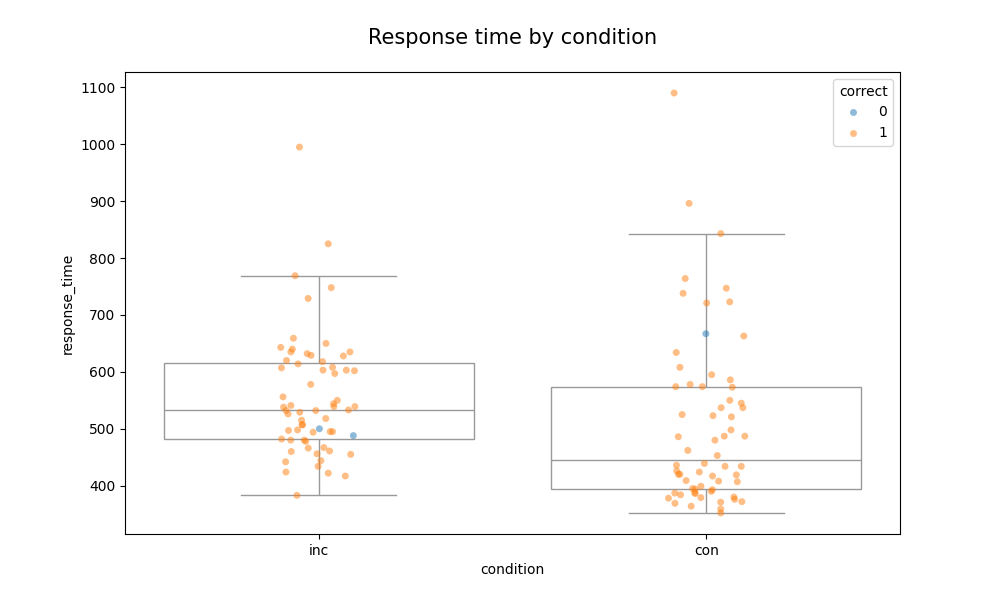 Response time by condition
correct
0
1
1100
1000
900
800
700
600
500
400
response_time
inc
con
condition